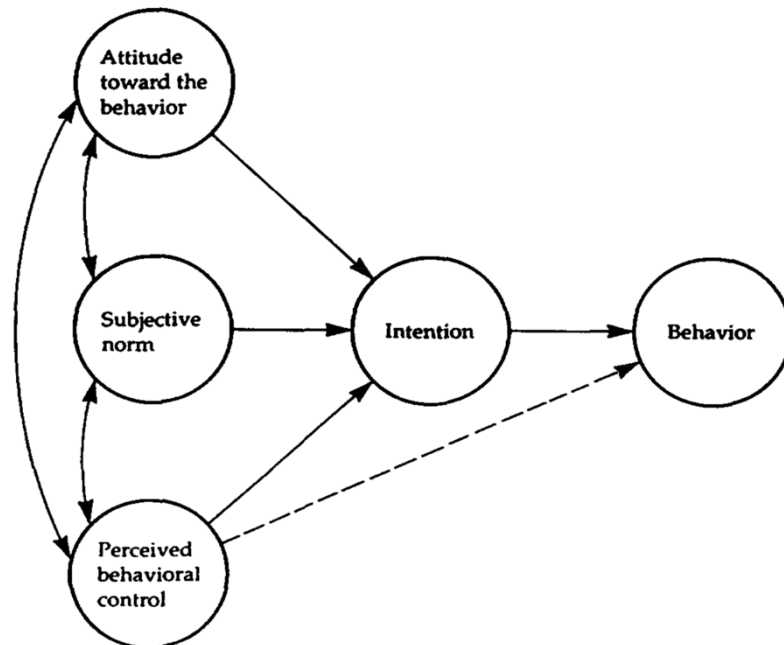 Attitude
toward the
behavior
Subjective
norm
Intention
Behavior
Perceived
behavioral
control